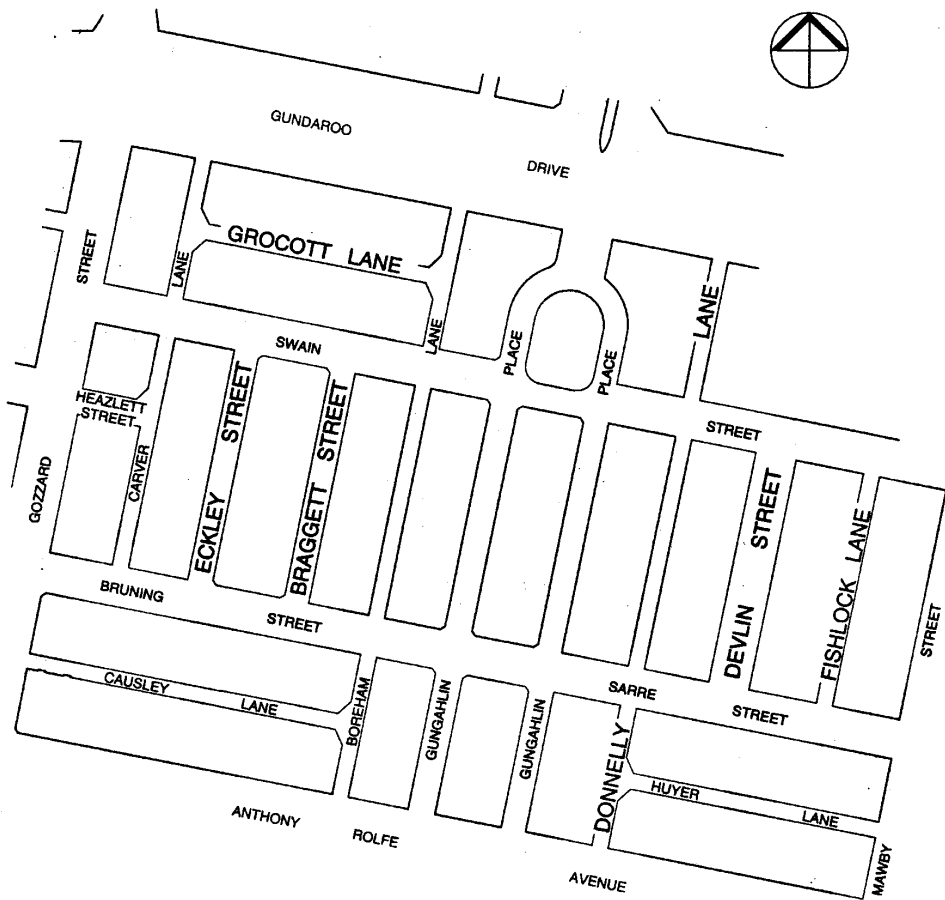 GUNDAROO
DRIVE
STREET
LANE
GROCOTT LANE
LANE
SWAIN
PLACE
PLACE
LANE
STREET
HEAZLETT
STREET
CARVER
GOZZARD
ECKLEY STREET
BRAGGETT STREET
DEVLIN STREET
FISHLOCK LANE
STREET
BRUNING
STREET
SARRE
STREET
CAUSLEY
LANE
BOREHAM
GUNGAHLIN
GUNGAHLIN
DONNELLY
HUYER
LANE
MAWBY
ANTHONY
ROLFE
AVENUE